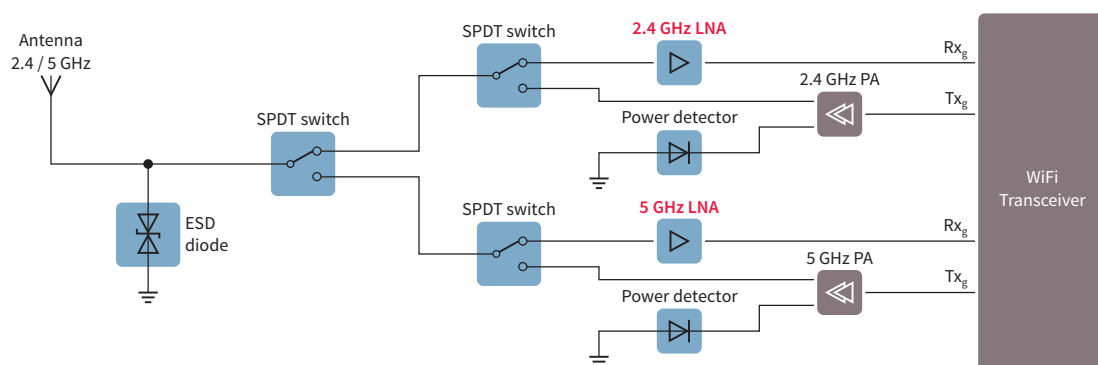 Antenna
2.4 / 5 GHz
SPDT switch
ESD
diode
SPDT switch
2.4 GHz LNA
Rxg
2.4 GHz PA
Txg
Power detector
SPDT switch
5 GHz LNA
Rxg
5 GHz PA
Txg
Power detector
WiFi
Transceiver